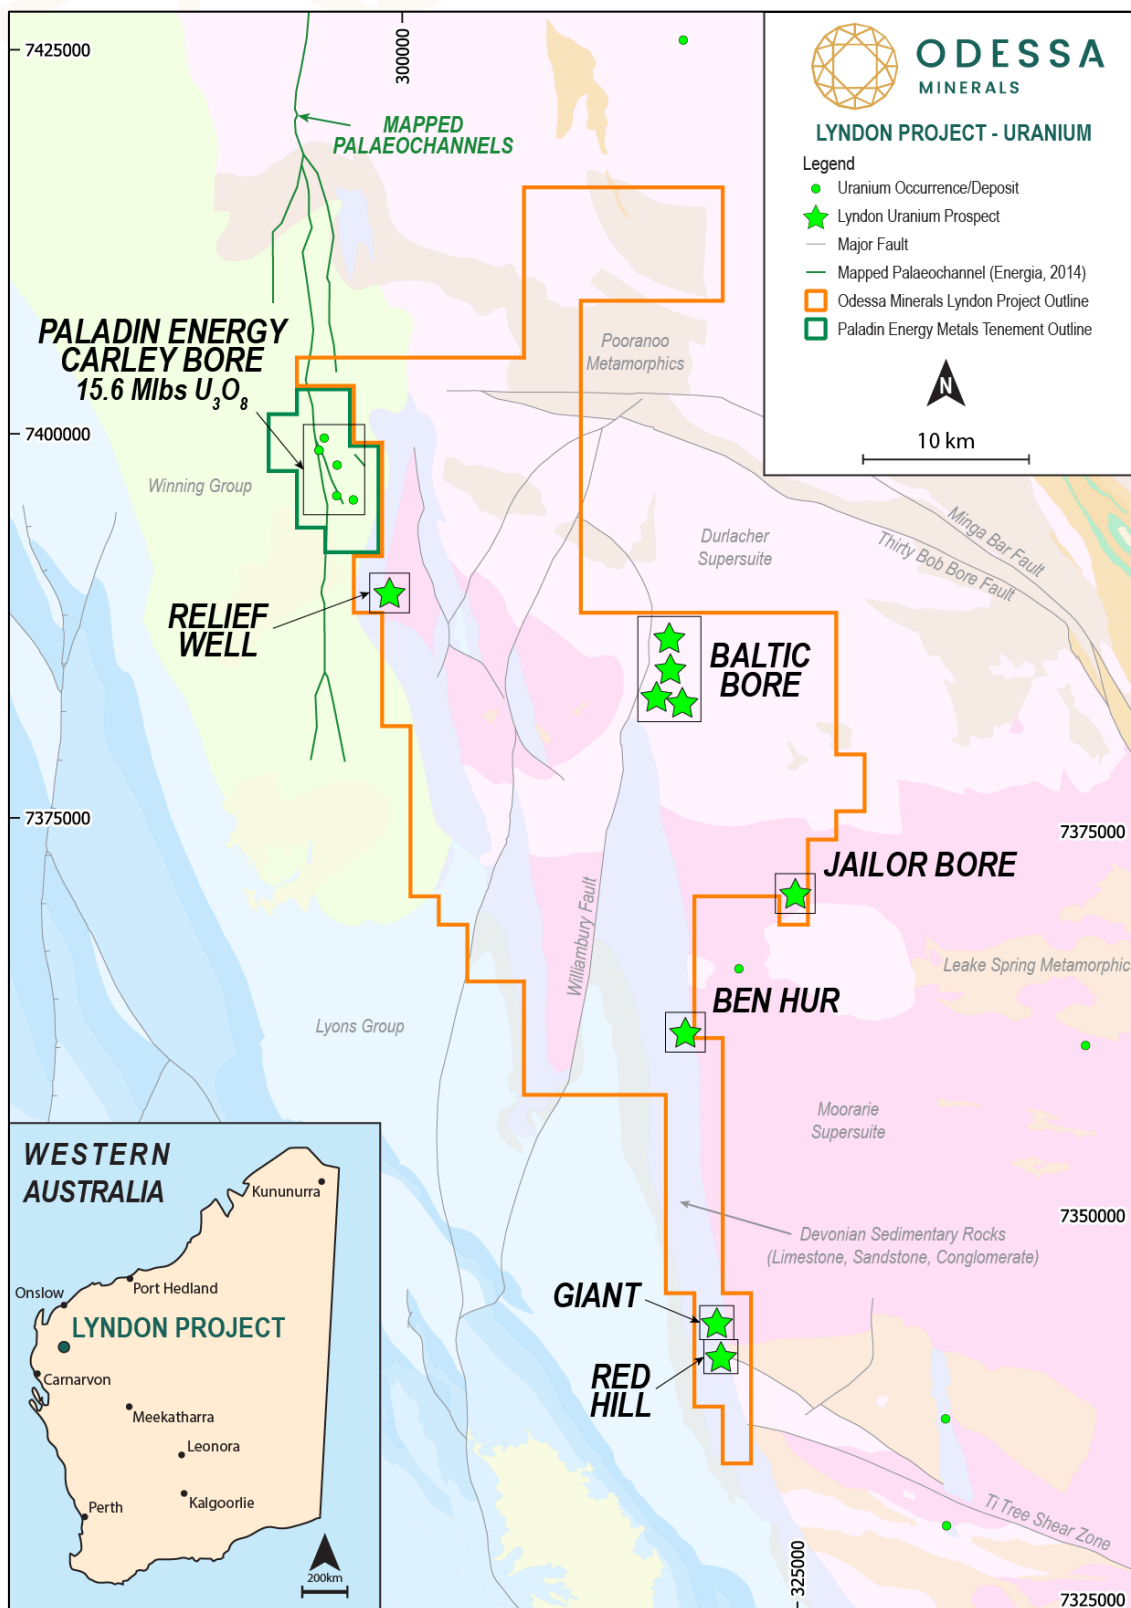 7425000
300000
ODESSA
MINERALS
LYNDON PROJECT - URANIUM
Legend
Uranium Occurrence/Deposit
Lyndon Uranium Prospect
Major Fault
Mapped Palaeochannel (Energia, 2014)
Odessa Minerals Lyndon Project Outline
Paladin Energy Metals Tenement Outline
N
10 km
MAPPED
PALAEOCHANNELS
PALADIN ENERGY
CARLEY BORE
15.6 Mlbs U₃O₈
Pooranoo
Metamorphics
7400000
Winning Group
Durlacher
Supersuite
Minga Bar Fault
Thirty Bob Bore Fault
RELIEF
WELL
BALTIC
BORE
7375000
7375000
JAILOR BORE
Williambury Fault
Leake Spring Metamorphics
BEN HUR
Lyons Group
Moorarie
Supersuite
7350000
Devonian Sedimentary Rocks
(Limestone, Sandstone, Conglomerate)
GIANT
RED
HILL
Ti Tree Shear Zone
325000
7325000
WESTERN
AUSTRALIA
Kununurra
Port Hedland
Onslow
LYNDON PROJECT
Carnarvon
Meekatharra
Leonora
Kalgoorlie
Perth
200km